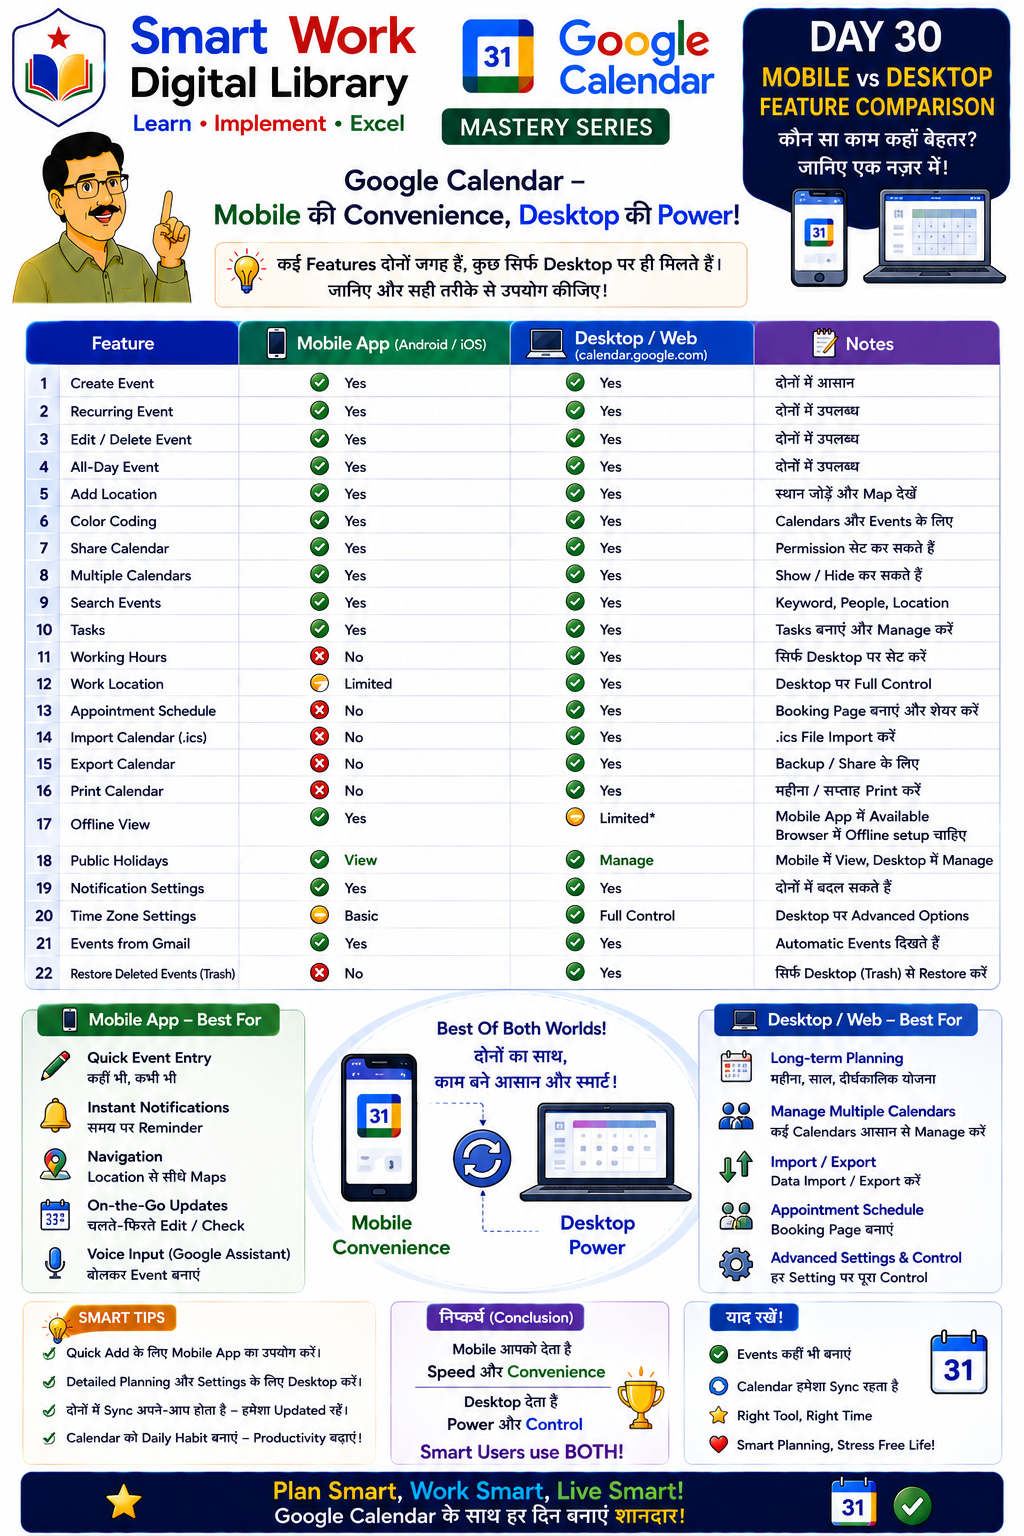 Smart Work
Digital Library
Learn • Implement • Excel
31
Google
Calendar
MASTERY SERIES
DAY 30
MOBILE vs DESKTOP
FEATURE COMPARISON
कौन सा काम कहाँ बेहतर?
जानिए एक नज़र में!
31
Google Calendar –
Mobile की Convenience, Desktop की Power!
कई Features दोनों जगह हैं, कुछ सिर्फ Desktop पर ही मिलते हैं।
जानिए और सही तरीके से उपयोग कीजिए!
Feature Mobile App (Android / iOS) Desktop / Web (calendar.google.com) Notes
1 Create Event Yes Yes दोनों में आसान
2 Recurring Event Yes Yes दोनों में उपलब्ध
3 Edit / Delete Event Yes Yes दोनों में उपलब्ध
4 All-Day Event Yes Yes दोनों में उपलब्ध
5 Add Location Yes Yes स्थान जोड़ें और Map देखें
6 Color Coding Yes Yes Calendars और Events के लिए
7 Share Calendar Yes Yes Permission सेट कर सकते हैं
8 Multiple Calendars Yes Yes Show / Hide कर सकते हैं
9 Search Events Yes Yes Keyword, People, Location
10 Tasks Yes Yes Tasks बनाएं और Manage करें
11 Working Hours No Yes सिर्फ Desktop पर सेट करें
12 Work Location Limited Yes Desktop पर Full Control
13 Appointment Schedule No Yes Booking Page बनाएं और शेयर करें
14 Import Calendar (.ics) No Yes .ics File Import करें
15 Export Calendar No Yes Backup / Share के लिए
16 Print Calendar No Yes महीना / सप्ताह Print करें
17 Offline View Yes Limited* Mobile App में Available
Browser में Offline setup चाहिए
18 Public Holidays View Manage Mobile में View, Desktop में Manage
19 Notification Settings Yes Yes दोनों में बदल सकते हैं
20 Time Zone Settings Basic Full Control Desktop पर Advanced Options
21 Events from Gmail Yes Yes Automatic Events दिखते हैं
22 Restore Deleted Events (Trash) No Yes सिर्फ Desktop (Trash) से Restore करें
Mobile App – Best For
Quick Event Entry
कहीं भी, कभी भी
Instant Notifications
समय पर Reminder
Navigation
Location से सीधे Maps
On-the-Go Updates
चलते-फिरते Edit / Check
Voice Input (Google Assistant)
बोलकर Event बनाएं
Best Of Both Worlds!
दोनों का साथ,
काम बने आसान और स्मार्ट!
31
Mobile
Convenience
Desktop
Power
Desktop / Web – Best For
Long-term Planning
महीना, साल, दीर्घकालिक योजना
Manage Multiple Calendars
कई Calendars आसान से Manage करें
Import / Export
Data Import / Export करें
Appointment Schedule
Booking Page बनाएं
Advanced Settings & Control
हर Setting पर पूरा Control
SMART TIPS
Quick Add के लिए Mobile App का उपयोग करें।
Detailed Planning और Settings के लिए Desktop करें।
दोनों में Sync अपने-आप होता है – हमेशा Updated रहें।
Calendar को Daily Habit बनाएं – Productivity बढ़ाएं!
निष्कर्ष (Conclusion)
Mobile आपको देता है
Speed और Convenience
Desktop देता हैं
Power और Control
Smart Users use BOTH!
याद रखें!
Events कहीं भी बनाएं
Calendar हमेशा Sync रहता है
Right Tool, Right Time
Smart Planning, Stress Free Life!
31
Plan Smart, Work Smart, Live Smart!
Google Calendar के साथ हर दिन बनाएं शानदार!
31